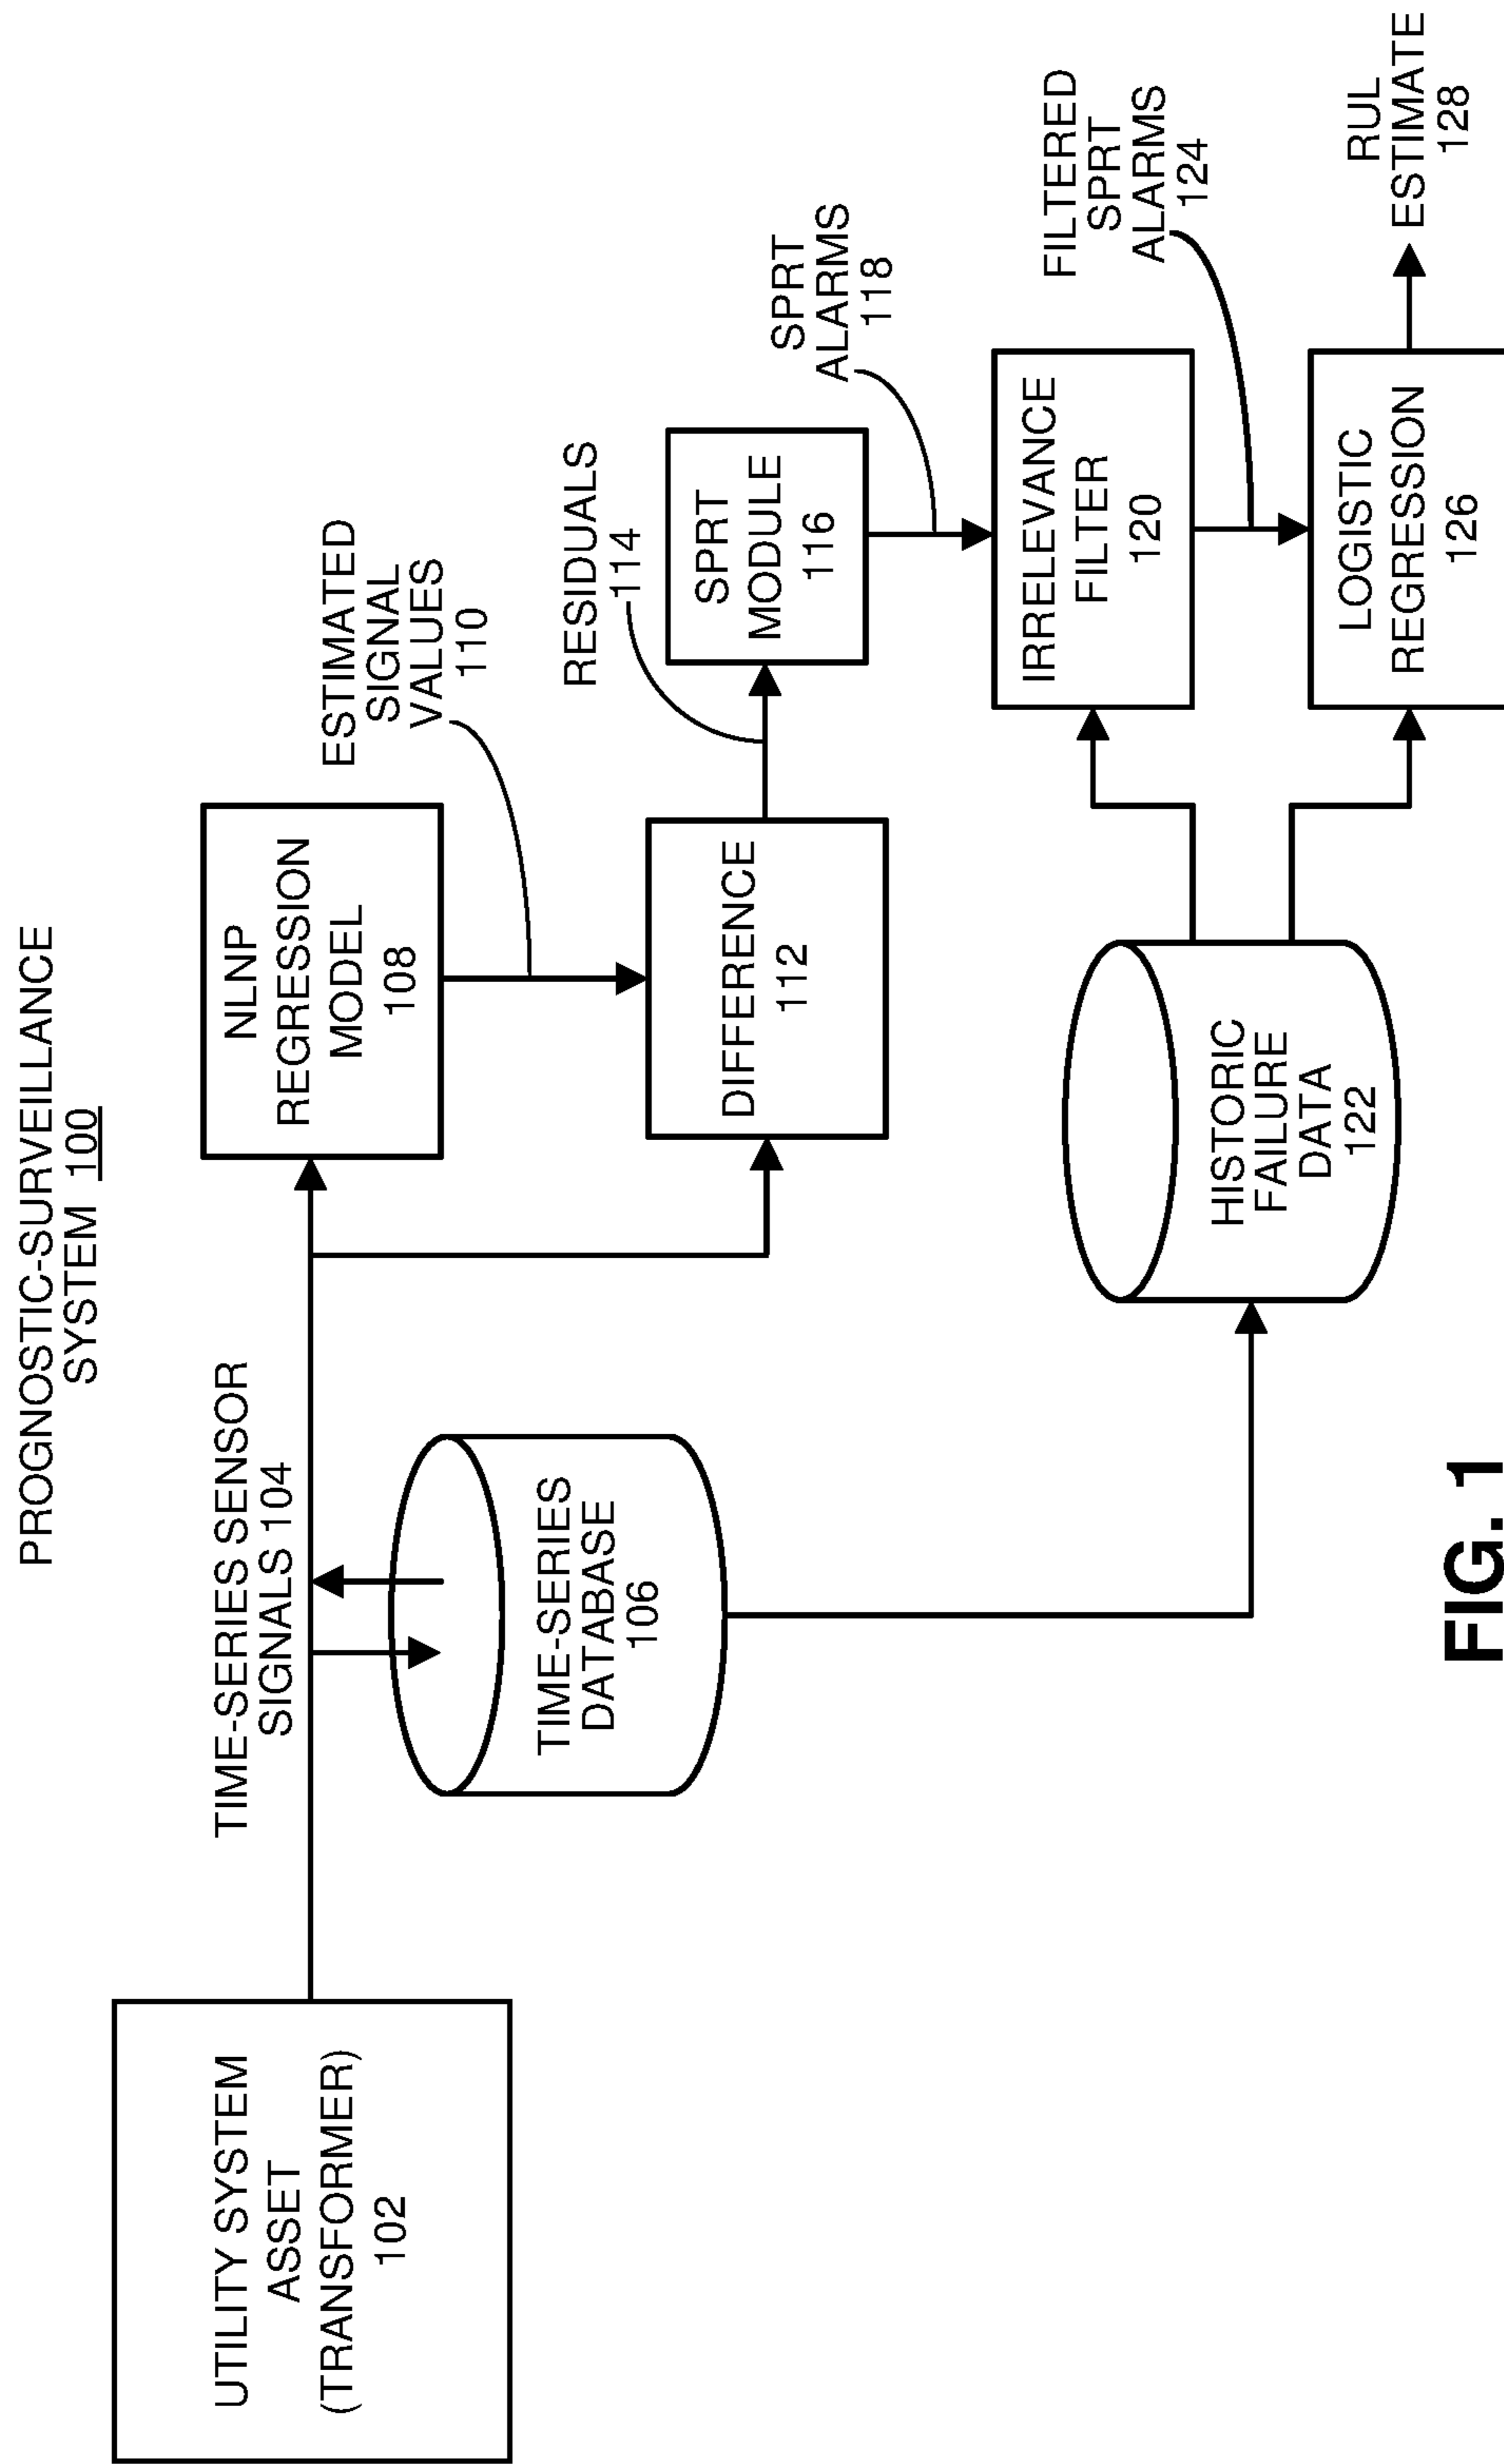 PROGNOSTIC-SURVEILLANCE
SYSTEM 100
UTILITY SYSTEM
ASSET
(TRANSFORMER)
102
TIME-SERIES SENSOR
SIGNALS 104
TIME-SERIES
DATABASE
106
NLNP
REGRESSION
MODEL
108
ESTIMATED
SIGNAL
VALUES
110
DIFFERENCE
112
RESIDUALS
114
SPRT
MODULE
116
SPRT
ALARMS
118
HISTORIC
FAILURE
DATA
122
IRRELEVANCE
FILTER
120
FILTERED
SPRT
ALARMS
124
LOGISTIC
REGRESSION
126
RUL
ESTIMATE
128
FIG. 1